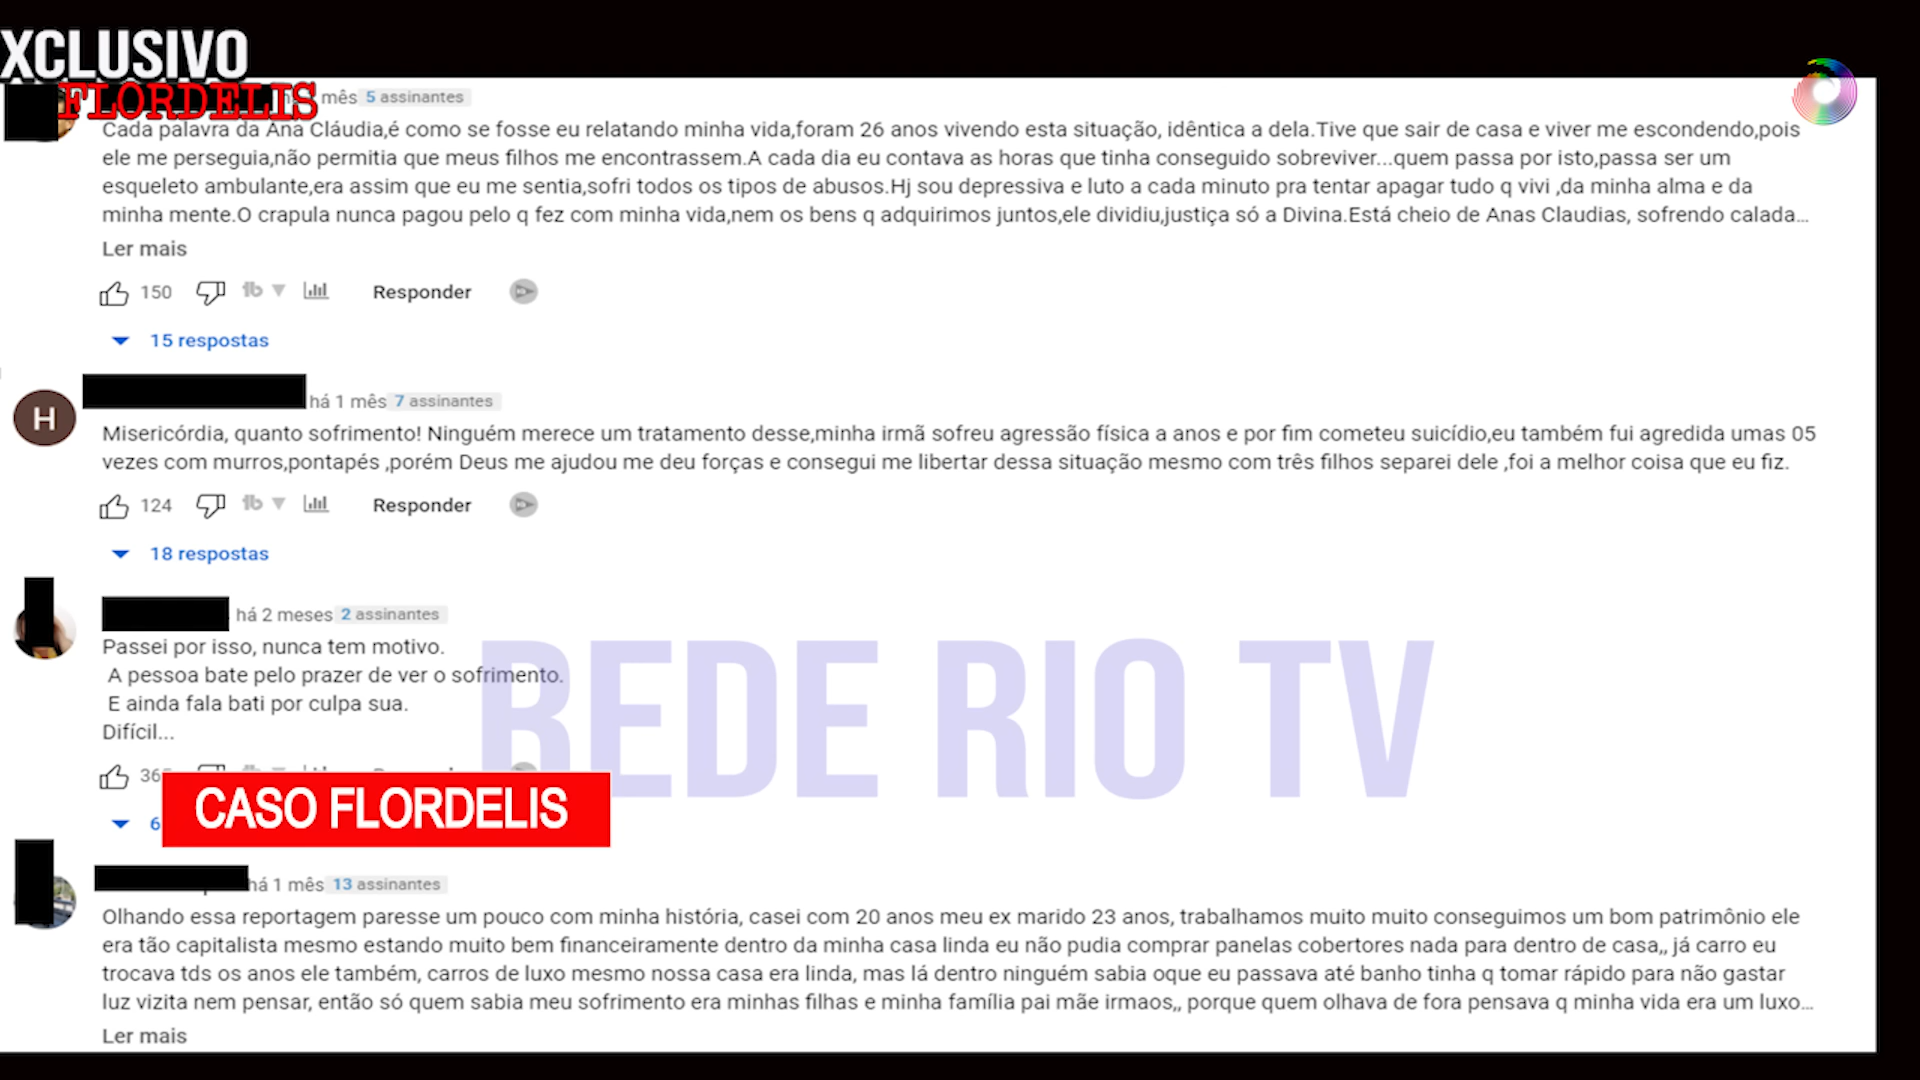 XCLUSIVO
FLORDELIS
mês 5 assinantes
Cada palavra da Ana Cláudia,é como se fosse eu relatando minha vida,foram 26 anos vivendo esta situação, idêntica a dela.Tive que sair de casa e viver me escondendo,pois
ele me perseguia,não permitia que meus filhos me encontrassem.A cada dia eu contava as horas que tinha conseguido sobreviver...quem passa por isto,passa ser um
esqueleto ambulante,era assim que eu me sentia,sofri todos os tipos de abusos.Hj sou depressiva e luto a cada minuto pra tentar apagar tudo q vivi ,da minha alma e da
minha mente.O crapula nunca pagou pelo q fez com minha vida,nem os bens q adquirimos juntos,ele dividiu,justiça só a Divina.Está cheio de Anas Claudias, sofrendo calada...
Ler mais
150 Responder
15 respostas
H
há 1 mês 7 assinantes
Misericórdia, quanto sofrimento! Ninguém merece um tratamento desse,minha irmã sofreu agressão física a anos e por fim cometeu suicídio,eu também fui agredida umas 05
vezes com murros,pontapés ,porém Deus me ajudou me deu forças e consegui me libertar dessa situação mesmo com três filhos separei dele ,foi a melhor coisa que eu fiz.
124 Responder
18 respostas
há 2 meses 2 assinantes
Passei por isso, nunca tem motivo.
A pessoa bate pelo prazer de ver o sofrimento.
E ainda fala bati por culpa sua.
Difícil...
REDE RIO TV
CASO FLORDELIS
há 1 mês 13 assinantes
Olhando essa reportagem paresse um pouco com minha história, casei com 20 anos meu ex marido 23 anos, trabalhamos muito muito conseguimos um bom patrimônio ele
era tão capitalista mesmo estando muito bem financeiramente dentro da minha casa linda eu não pudia comprar panelas cobertores nada para dentro de casa,, já carro eu
trocava tds os anos ele também, carros de luxo mesmo nossa casa era linda, mas lá dentro ninguém sabia oque eu passava até banho tinha q tomar rápido para não gastar
luz vizita nem pensar, então só quem sabia meu sofrimento era minhas filhas e minha família pai mãe irmaos,, porque quem olhava de fora pensava q minha vida era um luxo...
Ler mais